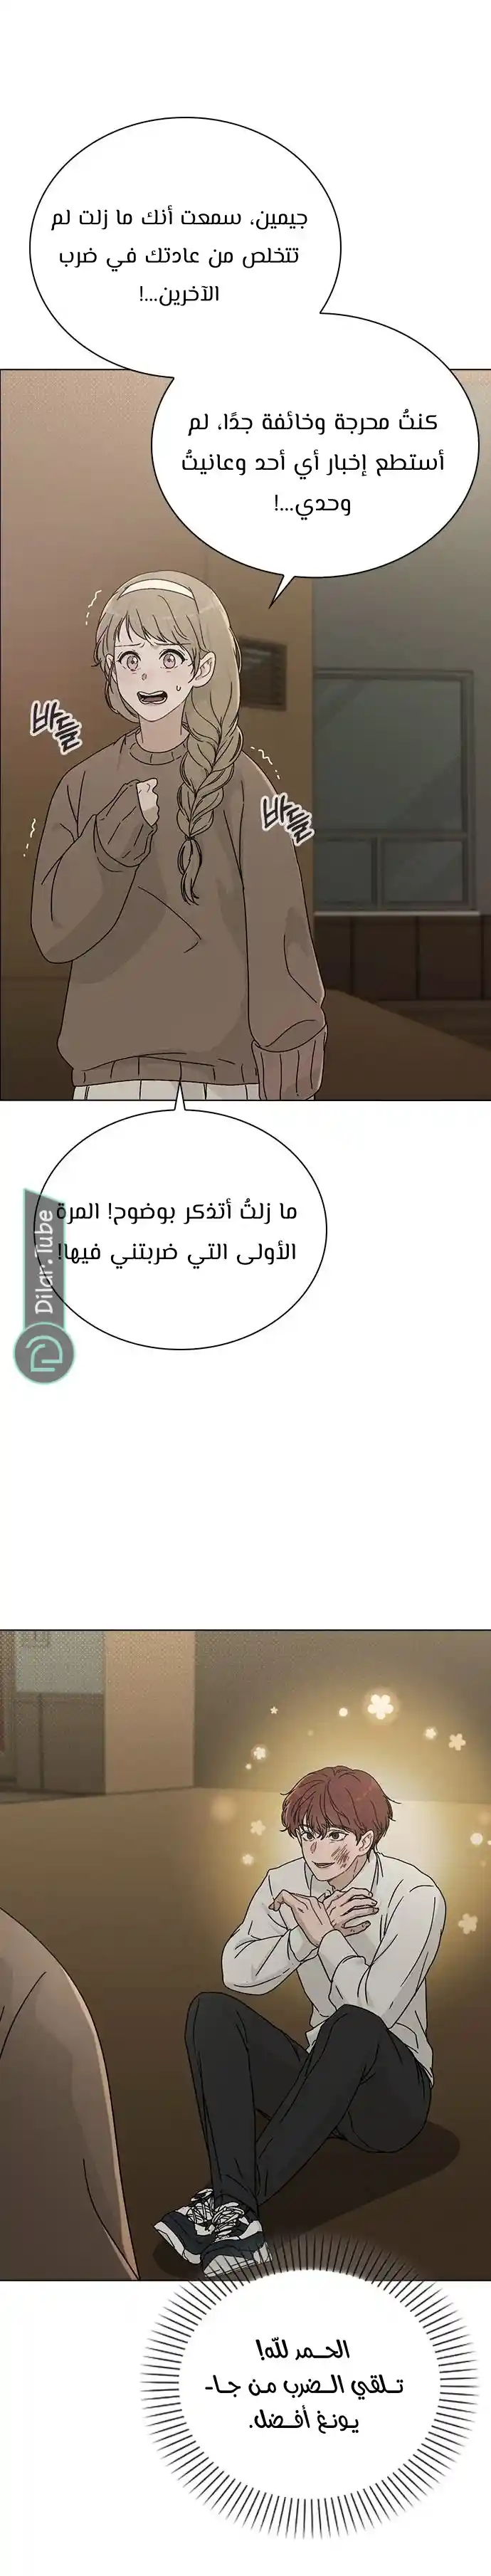 جيمين، سمعت أنك ما زلت لم
تتخلص من عادتك في ضرب
الآخرين...!
كنتُ محرجة وخائفة جدًا، لم
أستطع إخبار أي أحد وعانيتُ
وحدي...!
바들
바들
ما زلتُ أتذكر بوضوح! المرة
الأولى التي ضربتني فيها!
Dilar.Tube
الحمد لله!
تلقي الضرب من جا-
يونغ أفضل.